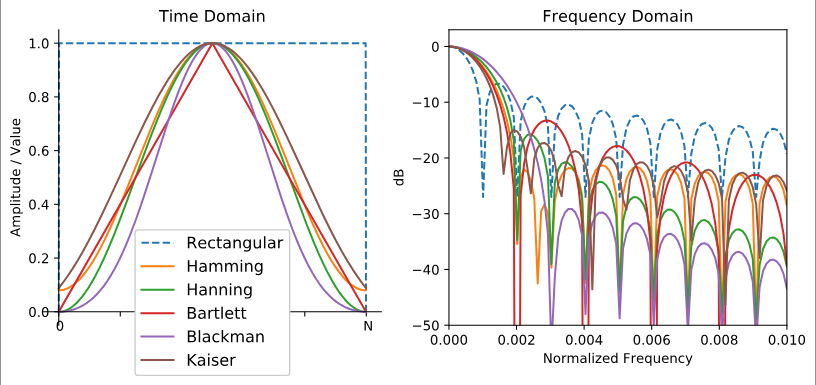 Time Domain
Amplitude / Value
1.0
0.8
0.6
0.4
0.2
0.0
0
N
Rectangular
Hamming
Hanning
Bartlett
Blackman
Kaiser
Frequency Domain
dB
0
−10
−20
−30
−40
−50
0.000 0.002 0.004 0.006 0.008 0.010
Normalized Frequency